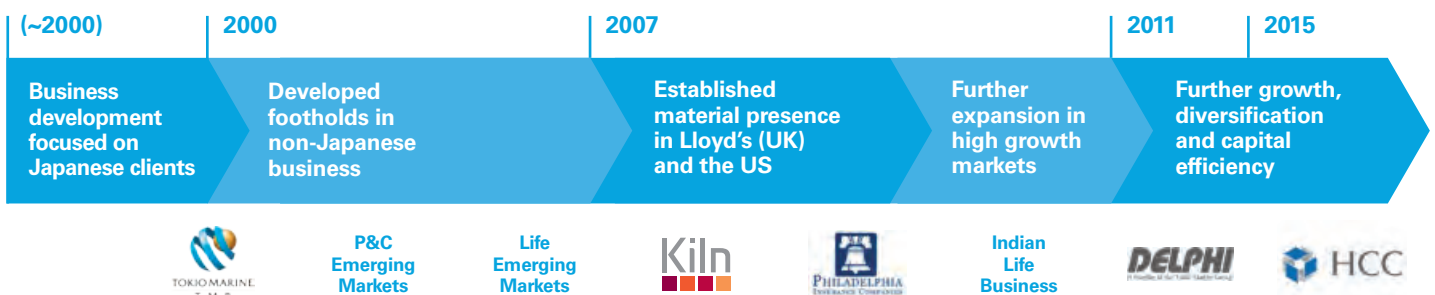 (~2000)
2000
2007
2011
2015
Business
development
focused on
Japanese clients
Developed
footholds in
non-Japanese
business
Established
material presence
in Lloyd's (UK)
and the US
Further
expansion in
high growth
markets
Further growth,
diversification
and capital
efficiency
TOKIO MARINE
P&C
Emerging
Markets
Life
Emerging
Markets
Kiln
PHILADELPHIA
INSURANCE COMPANIES
Indian
Life
Business
DELPHI
HCC